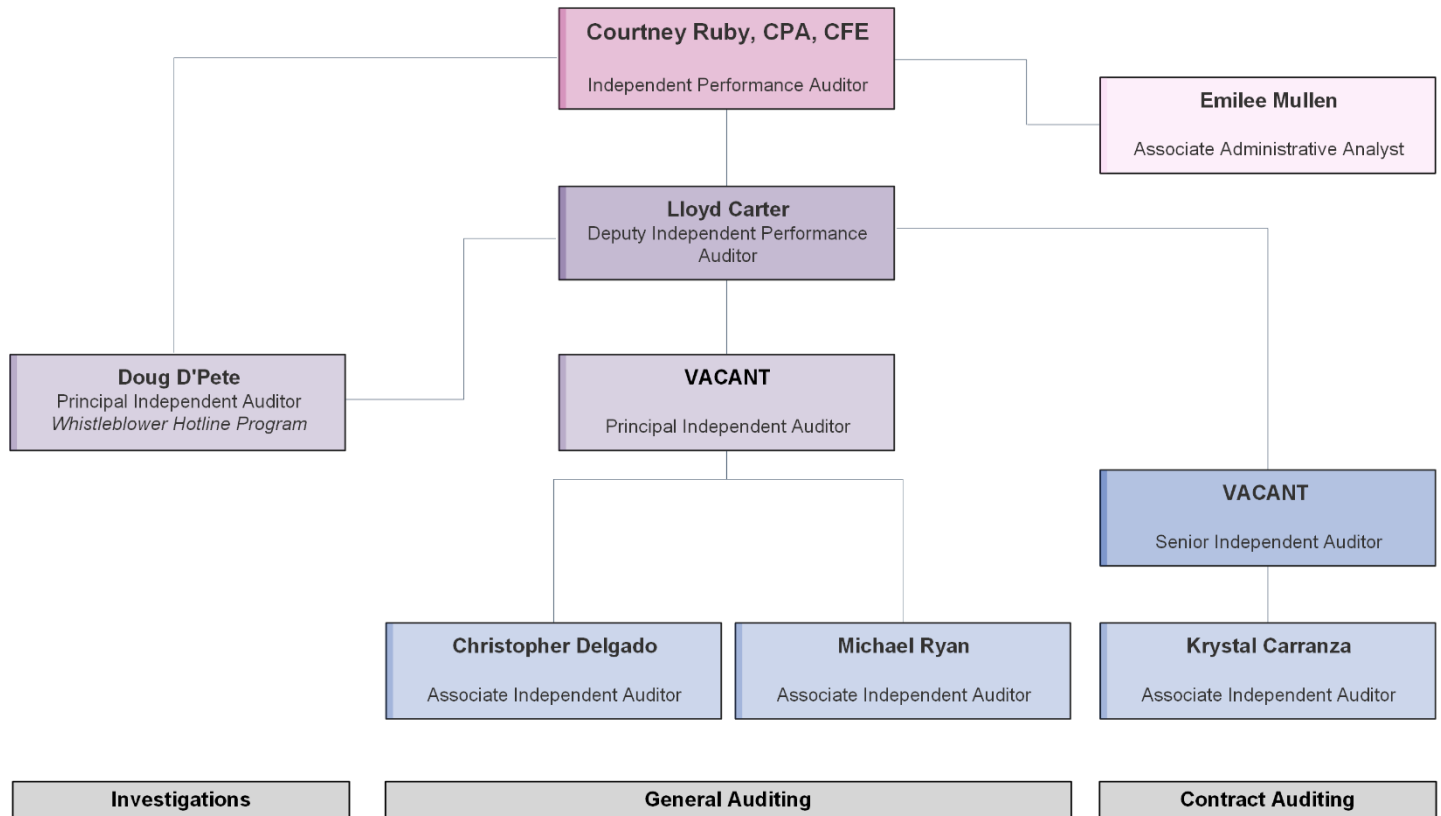 Courtney Ruby, CPA, CFE
Independent Performance Auditor
Emilee Mullen
Associate Administrative Analyst
Lloyd Carter
Deputy Independent Performance
Auditor
Doug D'Pete
Principal Independent Auditor
Whistleblower Hotline Program
VACANT
Principal Independent Auditor
VACANT
Senior Independent Auditor
Christopher Delgado
Associate Independent Auditor
Michael Ryan
Associate Independent Auditor
Krystal Carranza
Associate Independent Auditor
Investigations
General Auditing
Contract Auditing